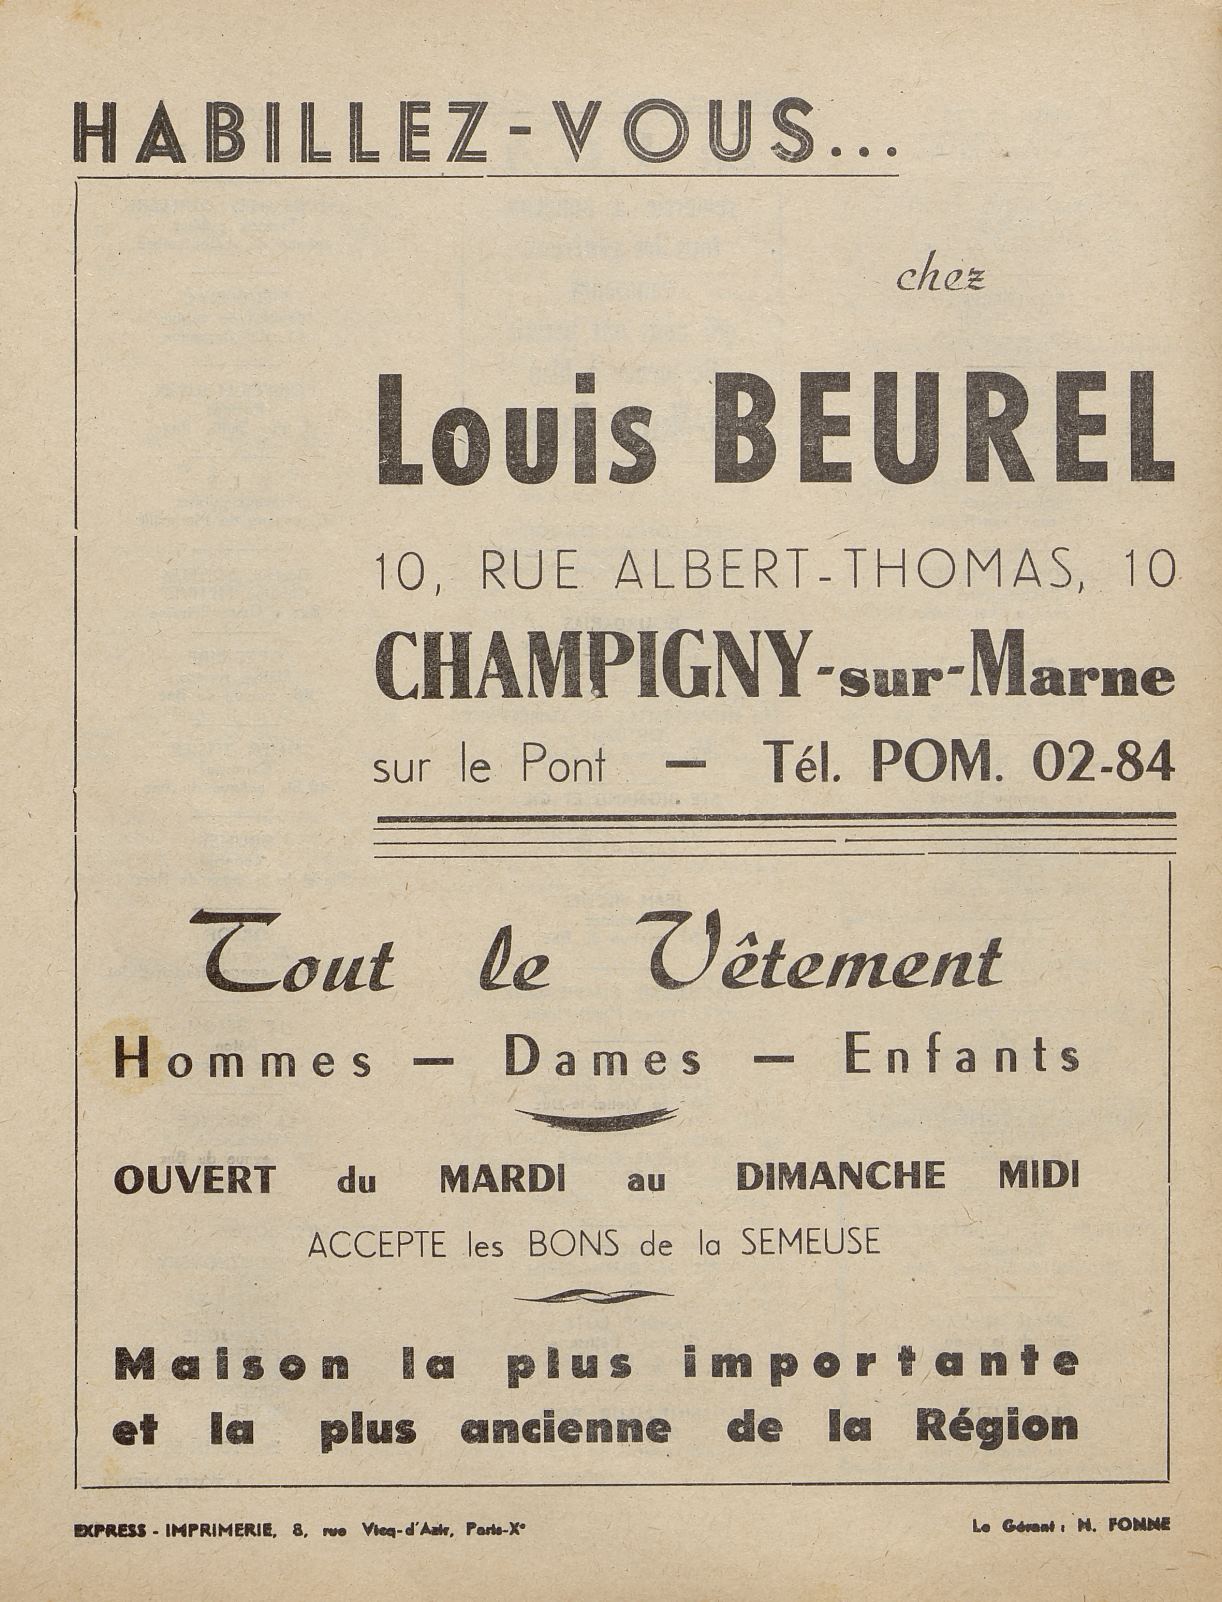 HABILLEZ-VOUS...
chez
Louis BEUREL
10, RUE ALBERT-THOMAS, 10
CHAMPIGNY-sur-Marne
sur le Pont — Tél. POM. 02-84
Tout le Vêtement
Hommes — Dames — Enfants
OUVERT du MARDI au DIMANCHE MIDI
ACCEPTE les BONS de la SEMEUSE
Maison la plus importante
et la plus ancienne de la Région
EXPRESS - IMPRIMERIE, 8, rue Vicq-d'Azir, Paris-Xe
Le Gérant : H. FONNE